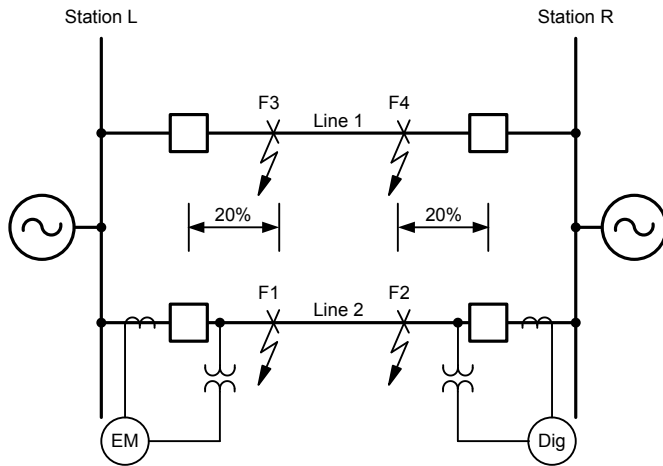 Station L
Station R
F3
F4
Line 1
20%
20%
F1
Line 2
F2
EM
Dig